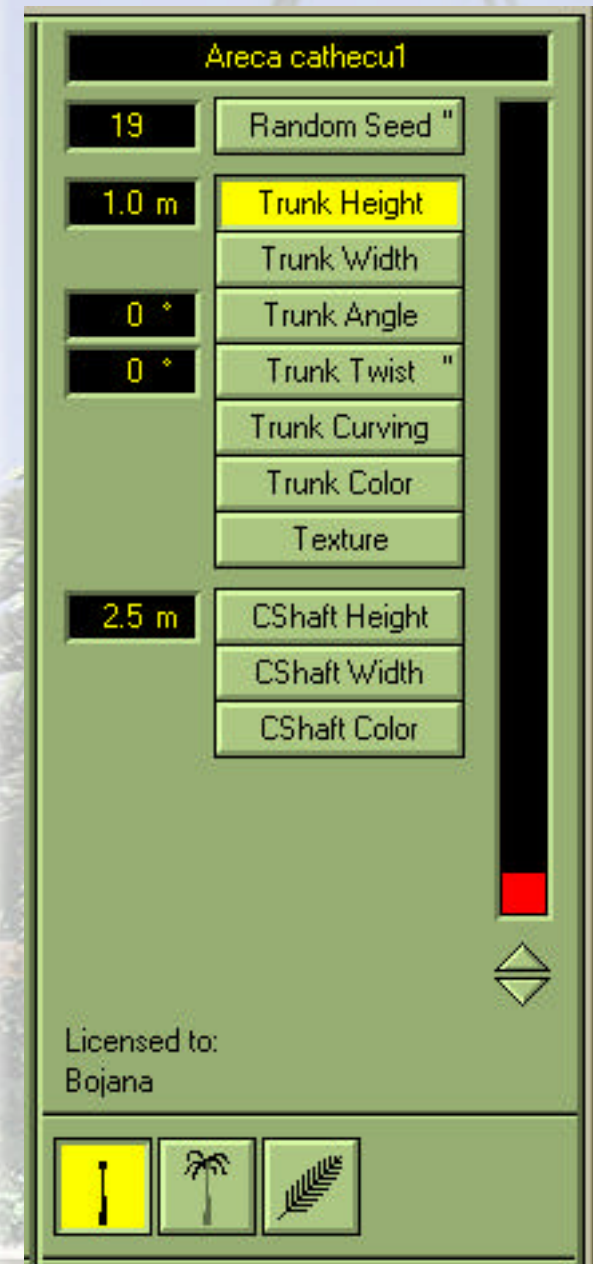 Areca cathecu1
19 Random Seed "
1.0 m Trunk Height
Trunk Width
0 ° Trunk Angle
0 ° Trunk Twist "
Trunk Curving
Trunk Color
Texture
2.5 m CShaft Height
CShaft Width
CShaft Color
Licensed to:
Bojana